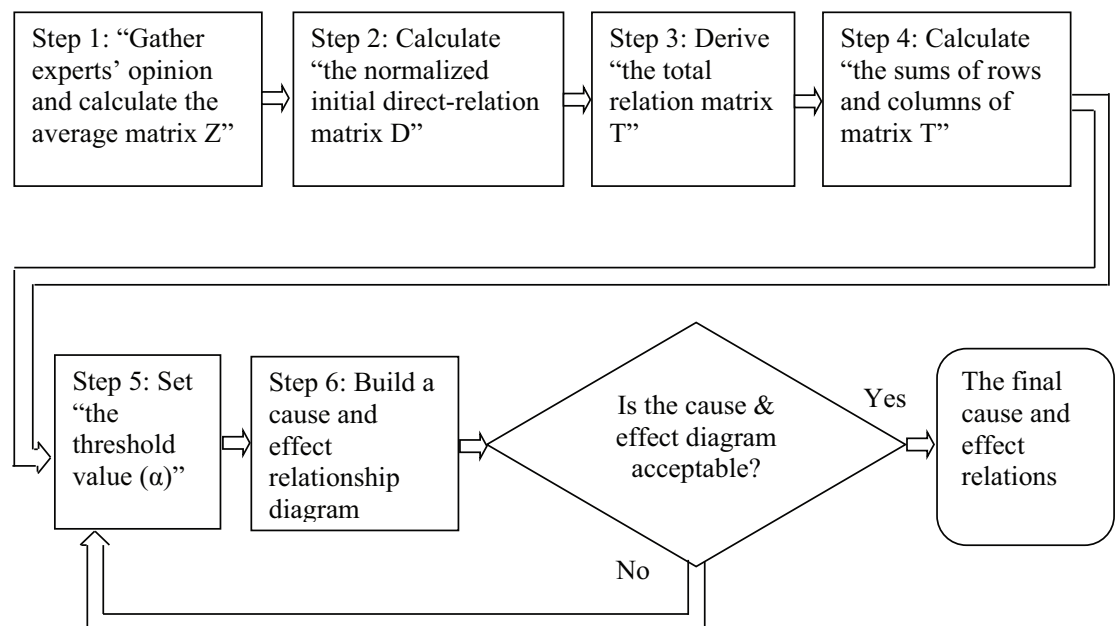 Step 1: “Gather
experts’ opinion
and calculate the
average matrix Z”
Step 2: Calculate
“the normalized
initial direct-relation
matrix D”
Step 3: Derive
“the total
relation matrix
T”
Step 4: Calculate
“the sums of rows
and columns of
matrix T”
Step 5: Set
“the
threshold
value (α)”
Step 6: Build a
cause and
effect
relationship
diagram
Is the cause &
effect diagram
acceptable?
Yes
The final
cause and
effect
relations
No